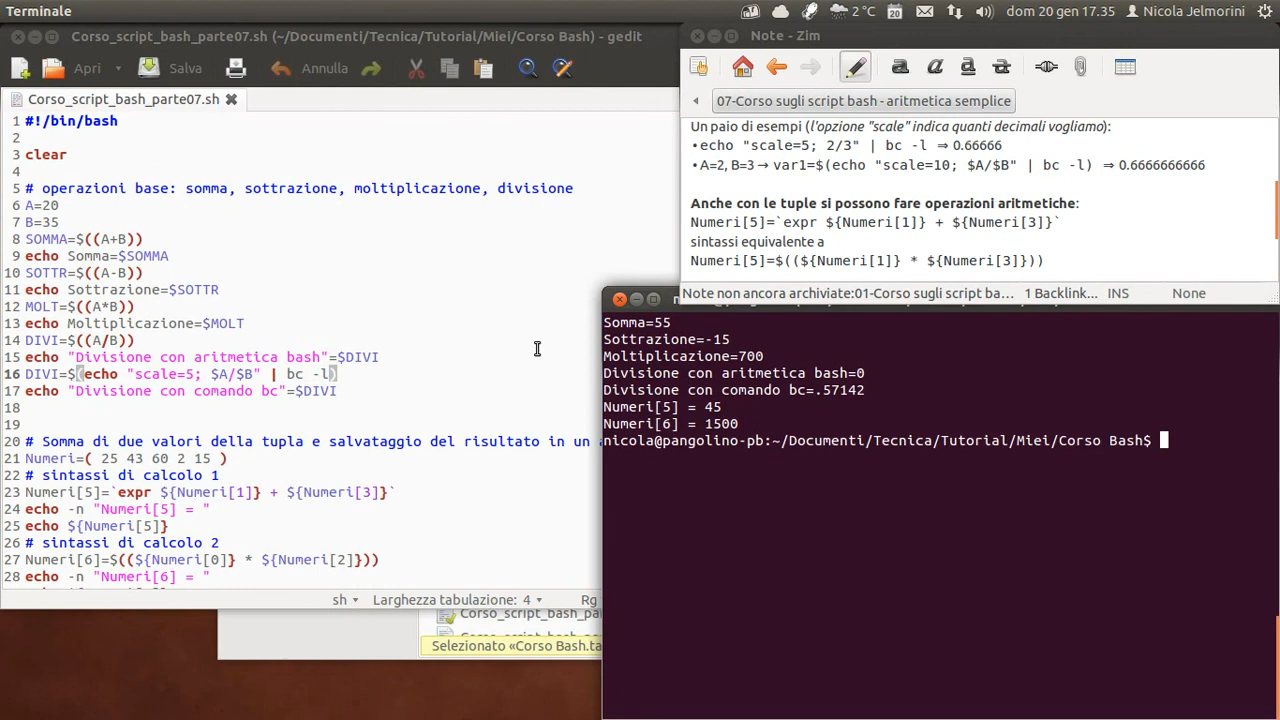 Terminale
2 °C
20
dom 20 gen 17.35
Nicola Jelmorini
Corso_script_bash_parte07.sh (~/Documenti/Tecnica/Tutorial/Miei/Corso Bash) - gedit
Apri
Salva
Annulla
Corso_script_bash_parte07.sh
1 #!/bin/bash
2
3 clear
4
5 # operazioni base: somma, sottrazione, moltiplicazione, divisione
6 A=20
7 B=35
8 SOMMA=$((A+B))
9 echo Somma=$SOMMA
10 SOTTR=$((A-B))
11 echo Sottrazione=$SOTTR
12 MOLT=$((A*B))
13 echo Moltiplicazione=$MOLT
14 DIVI=$((A/B))
15 echo "Divisione con aritmetica bash"=$DIVI
16 DIVI=$(echo "scale=5; $A/$B" | bc -l)
17 echo "Divisione con comando bc"=$DIVI
18
19
20 # Somma di due valori della tupla e salvataggio del risultato in un a
21 Numeri=( 25 43 60 2 15 )
22 # sintassi di calcolo 1
23 Numeri[5]=`expr ${Numeri[1]} + ${Numeri[3]}`
24 echo -n "Numeri[5] = "
25 echo ${Numeri[5]}
26 # sintassi di calcolo 2
27 Numeri[6]=$((${Numeri[0]} * ${Numeri[2]}))
28 echo -n "Numeri[6] = "
sh
Larghezza tabulazione: 4
Rg
Corso_script_bash_pa
Selezionato «Corso Bash.ta
Note - Zim
07-Corso sugli script bash - aritmetica semplice
Un paio di esempi (l'opzione "scale" indica quanti decimali vogliamo):
• echo "scale=5; 2/3" | bc -l ⇒ 0.66666
• A=2, B=3 → var1=$(echo "scale=10; $A/$B" | bc -l) ⇒ 0.6666666666
Anche con le tuple si possono fare operazioni aritmetiche:
Numeri[5]=`expr ${Numeri[1]} + ${Numeri[3]}`
sintassi equivalente a
Numeri[5]=$((${Numeri[1]} * ${Numeri[3]}))
Note non ancora archiviate:01-Corso sugli script ba...
1 Backlink...
INS
None
Somma=55
Sottrazione=-15
Moltiplicazione=700
Divisione con aritmetica bash=0
Divisione con comando bc=.57142
Numeri[5] = 45
Numeri[6] = 1500
nicola@pangolino-pb:~/Documenti/Tecnica/Tutorial/Miei/Corso Bash$